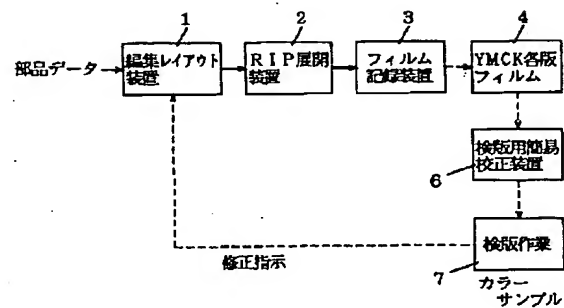 1
2
3
4
部品データ
編集レイアウト
装置
RIP展開
装置
フィルム
記録装置
YMCK各版
フィルム
検版用簡易
校正装置
6
検版作業
7
修正指示
カラー
サンプル